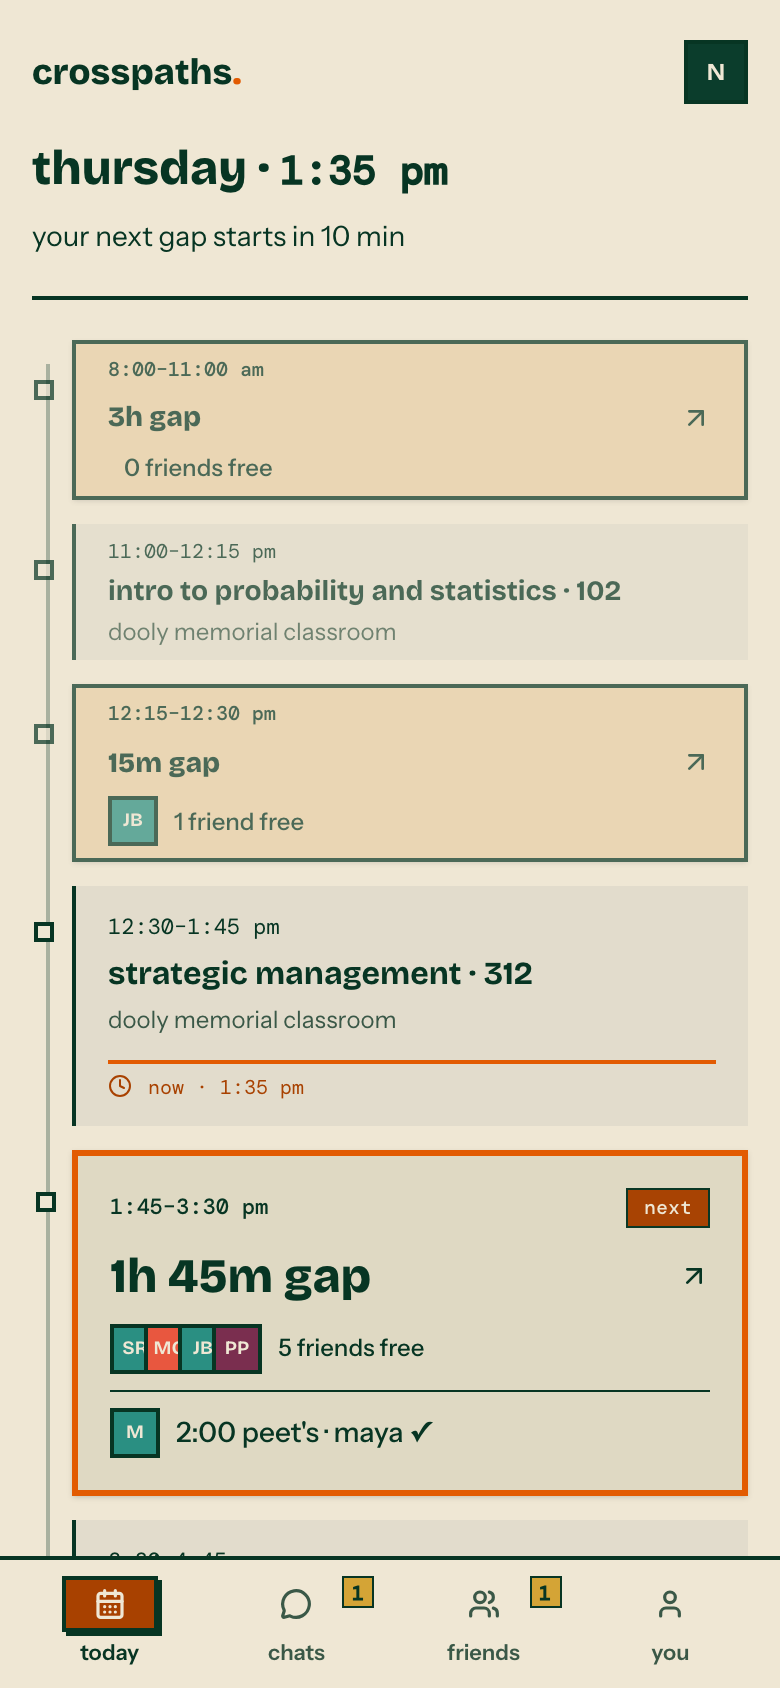 crosspaths.
N
thursday · 1:35 pm
your next gap starts in 10 min
8:00–11:00 am
3h gap
0 friends free
11:00–12:15 pm
intro to probability and statistics · 102
dooly memorial classroom
12:15–12:30 pm
15m gap
JB 1 friend free
12:30–1:45 pm
strategic management · 312
dooly memorial classroom
now · 1:35 pm
1:45–3:30 pm next
1h 45m gap
SR JB PP 5 friends free
M 2:00 peet's · maya ✓
1 1
today chats friends you